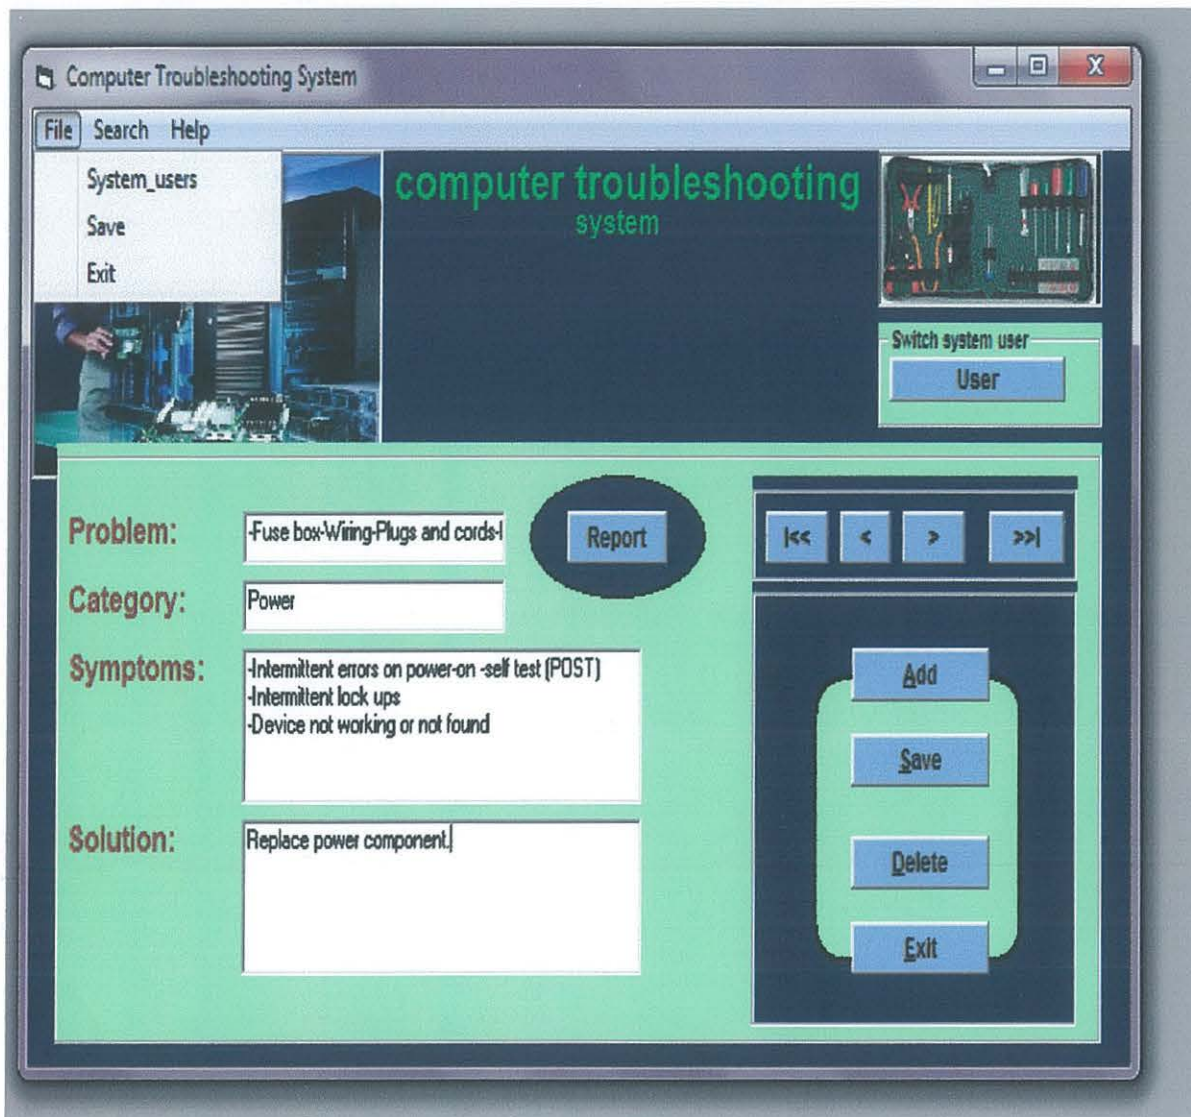 Computer Troubleshooting System
File Search Help
System_users
Save
Exit
computer troubleshooting
system
Switch system user
User
Problem:
-Fuse box-Wiring-Plugs and cords-
Report
|<<
<
>
>>|
Category:
Power
Symptoms:
-Intermittent errors on power-on -self test (POST)
-Intermittent lock ups
-Device not working or not found
Solution:
Replace power component.
Add
Save
Delete
Exit